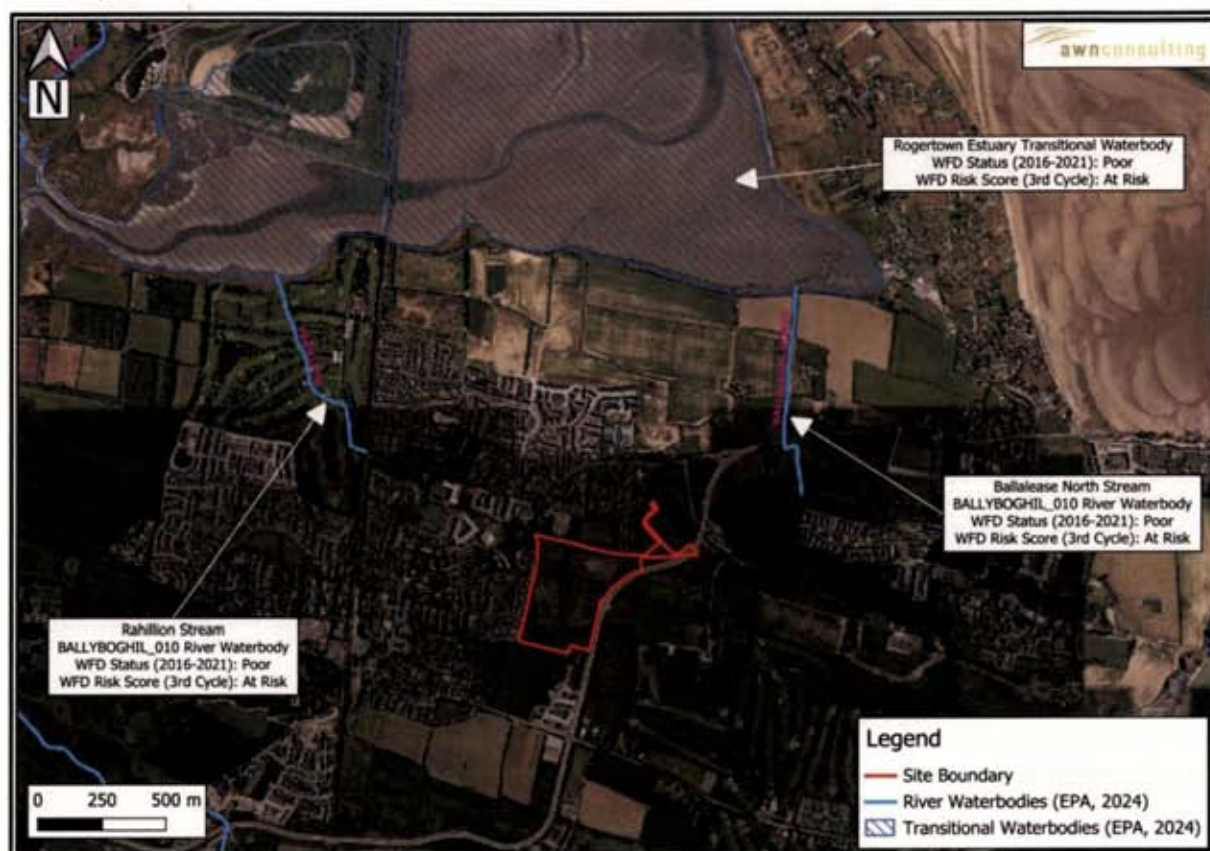 N
awnconsulting
Rogertown Estuary Transitional Waterbody
WFD Status (2016-2021): Poor
WFD Risk Score (3rd Cycle): At Risk
Ballalease North Stream
BALLYBOGHIL_010 River Waterbody
WFD Status (2016-2021): Poor
WFD Risk Score (3rd Cycle): At Risk
Rahillion Stream
BALLYBOGHIL_010 River Waterbody
WFD Status (2016-2021): Poor
WFD Risk Score (3rd Cycle): At Risk
Legend
Site Boundary
River Waterbodies (EPA, 2024)
Transitional Waterbodies (EPA, 2024)
0 250 500 m